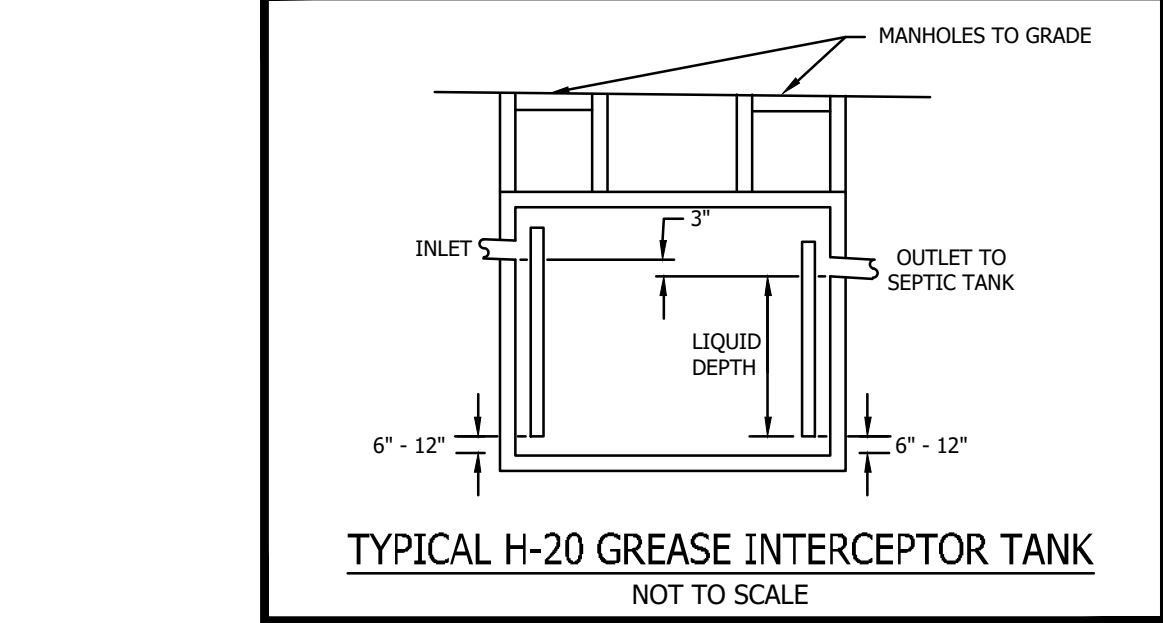 MANHOLES TO GRADE
3"
INLET
OUTLET TO
SEPTIC TANK
LIQUID
DEPTH
6" - 12"
6" - 12"
TYPICAL H-20 GREASE INTERCEPTOR TANK
NOT TO SCALE